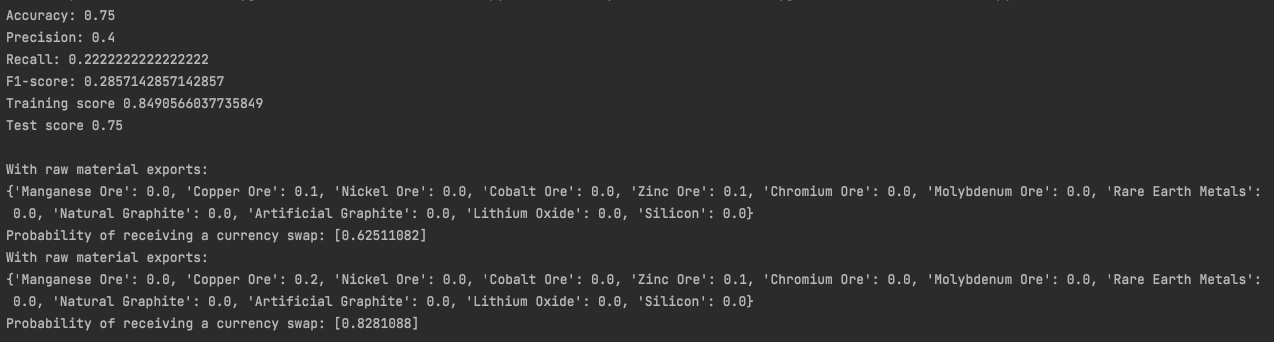 Accuracy: 0.75
Precision: 0.4
Recall: 0.2222222222222222
F1-score: 0.2857142857142857
Training score 0.8490566037735849
Test score 0.75
With raw material exports:
{'Manganese Ore': 0.0, 'Copper Ore': 0.1, 'Nickel Ore': 0.0, 'Cobalt Ore': 0.0, 'Zinc Ore': 0.1, 'Chromium Ore': 0.0, 'Molybdenum Ore': 0.0, 'Rare Earth Metals':
0.0, 'Natural Graphite': 0.0, 'Artificial Graphite': 0.0, 'Lithium Oxide': 0.0, 'Silicon': 0.0}
Probability of receiving a currency swap: [0.62511082]
With raw material exports:
{'Manganese Ore': 0.0, 'Copper Ore': 0.2, 'Nickel Ore': 0.0, 'Cobalt Ore': 0.0, 'Zinc Ore': 0.1, 'Chromium Ore': 0.0, 'Molybdenum Ore': 0.0, 'Rare Earth Metals':
0.0, 'Natural Graphite': 0.0, 'Artificial Graphite': 0.0, 'Lithium Oxide': 0.0, 'Silicon': 0.0}
Probability of receiving a currency swap: [0.8281088]